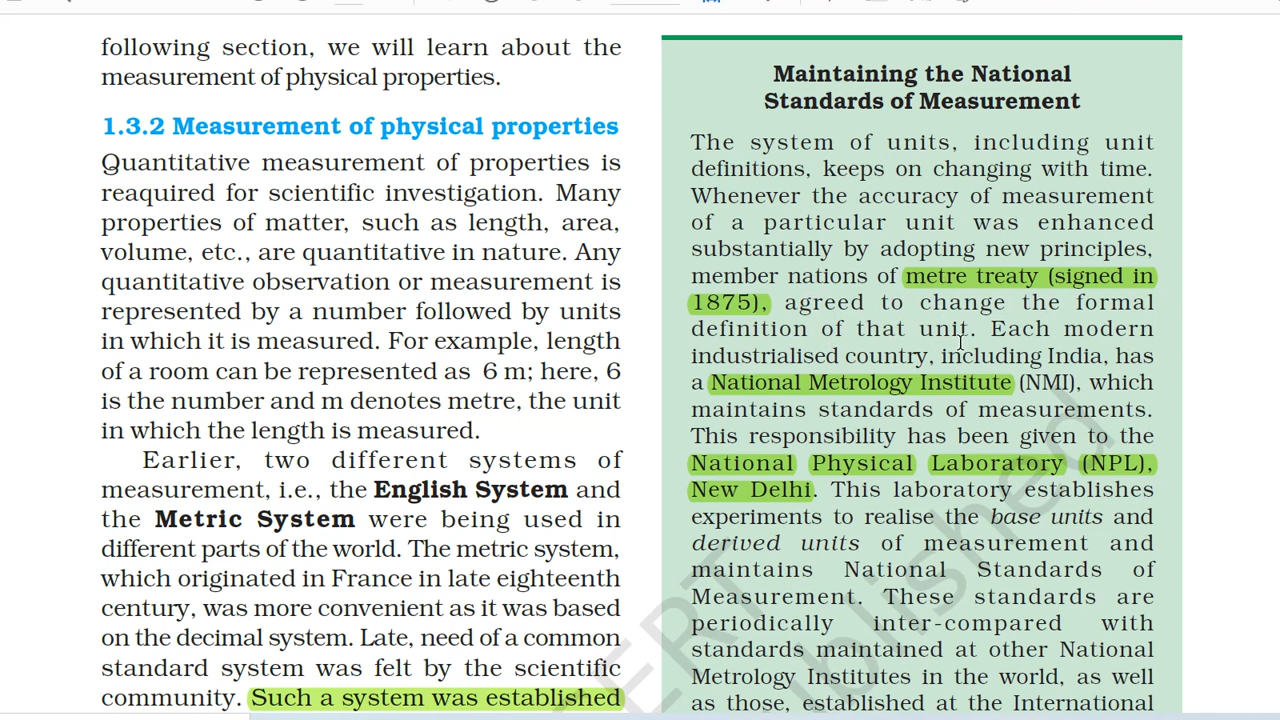 following section, we will learn about the
measurement of physical properties.
1.3.2 Measurement of physical properties
Quantitative measurement of properties is
reaquired for scientific investigation. Many
properties of matter, such as length, area,
volume, etc., are quantitative in nature. Any
quantitative observation or measurement is
represented by a number followed by units
in which it is measured. For example, length
of a room can be represented as 6 m; here, 6
is the number and m denotes metre, the unit
in which the length is measured.
Earlier, two different systems of
measurement, i.e., the English System and
the Metric System were being used in
different parts of the world. The metric system,
which originated in France in late eighteenth
century, was more convenient as it was based
on the decimal system. Late, need of a common
standard system was felt by the scientific
community. Such a system was established
Maintaining the National
Standards of Measurement
The system of units, including unit
definitions, keeps on changing with time.
Whenever the accuracy of measurement
of a particular unit was enhanced
substantially by adopting new principles,
member nations of metre treaty (signed in
1875), agreed to change the formal
definition of that unit. Each modern
industrialised country, including India, has
a National Metrology Institute (NMI), which
maintains standards of measurements.
This responsibility has been given to the
National Physical Laboratory (NPL),
New Delhi. This laboratory establishes
experiments to realise the base units and
derived units of measurement and
maintains National Standards of
Measurement. These standards are
periodically inter-compared with
standards maintained at other National
Metrology Institutes in the world, as well
as those, established at the International